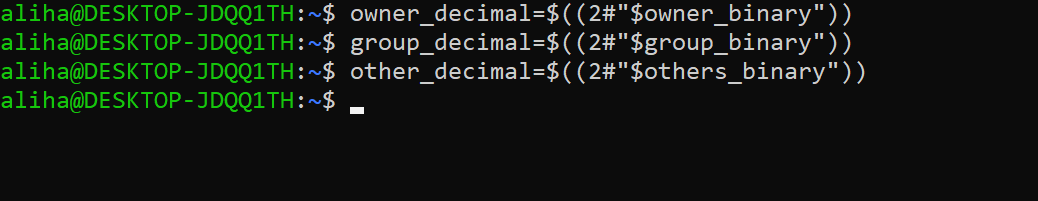 aliha@DESKTOP-JDQQ1TH:~$ owner_decimal=$((2#"$owner_binary"))
aliha@DESKTOP-JDQQ1TH:~$ group_decimal=$((2#"$group_binary"))
aliha@DESKTOP-JDQQ1TH:~$ other_decimal=$((2#"$others_binary"))
aliha@DESKTOP-JDQQ1TH:~$